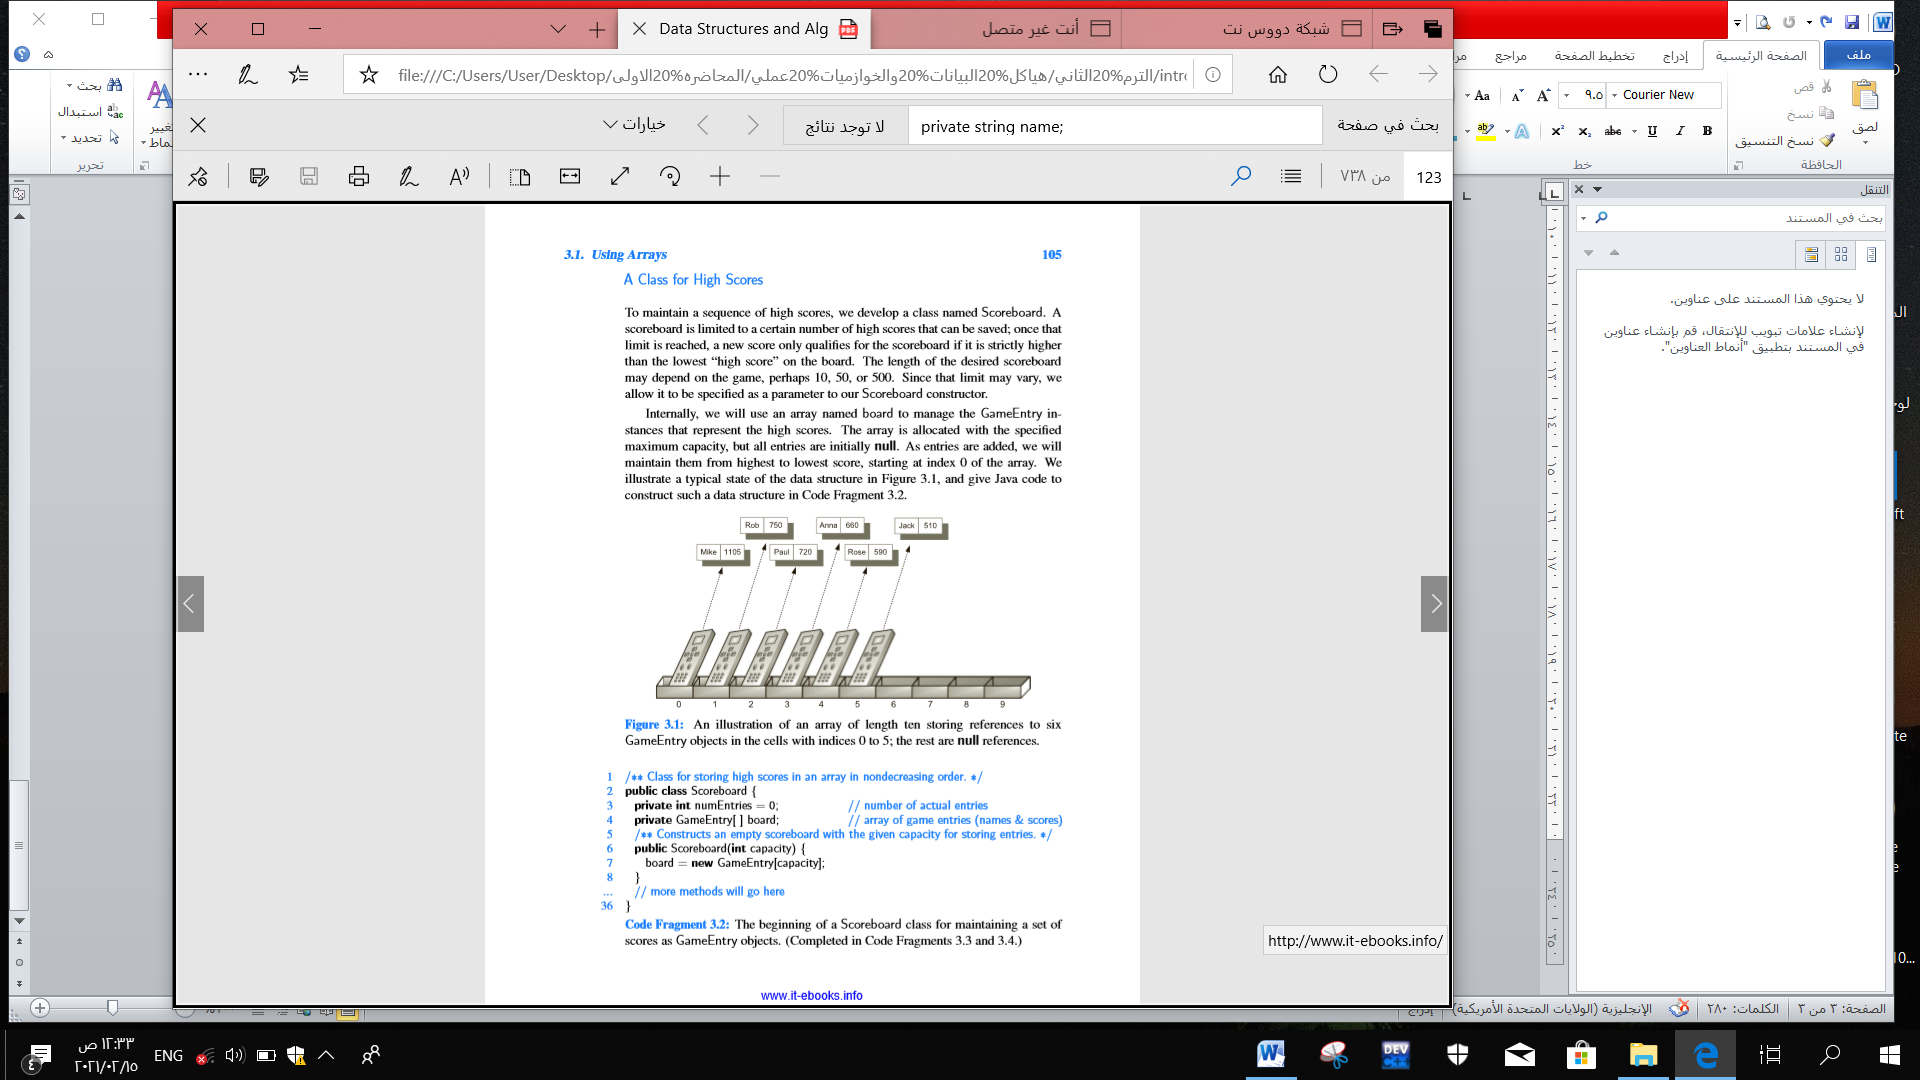 Data Structures and Alg
أنت غير متصل
شبكة دووس نت
file:///C:/Users/User/Desktop/الترم%20الثاني/هياكل%20البيانات%20والخوازميات%20عملي/المحاضره%20الاولى/intro
بحث في صفحة
private string name;
لا توجد نتائج
خيارات
123
من ٧٣٨
3.1. Using Arrays
105
A Class for High Scores
To maintain a sequence of high scores, we develop a class named Scoreboard. A
scoreboard is limited to a certain number of high scores that can be saved; once that
limit is reached, a new score only qualifies for the scoreboard if it is strictly higher
than the lowest “high score” on the board. The length of the desired scoreboard
may depend on the game, perhaps 10, 50, or 500. Since that limit may vary, we
allow it to be specified as a parameter to our Scoreboard constructor.
Internally, we will use an array named board to manage the GameEntry in-
stances that represent the high scores. The array is allocated with the specified
maximum capacity, but all entries are initially null. As entries are added, we will
maintain them from highest to lowest score, starting at index 0 of the array. We
illustrate a typical state of the data structure in Figure 3.1, and give Java code to
construct such a data structure in Code Fragment 3.2.
Rob 750
Anna 660
Jack 510
Mike 1105
Paul 720
Rose 590
0 1 2 3 4 5 6 7 8 9
Figure 3.1: An illustration of an array of length ten storing references to six
GameEntry objects in the cells with indices 0 to 5; the rest are null references.
1 /** Class for storing high scores in an array in nondecreasing order. */
2 public class Scoreboard {
3 private int numEntries = 0; // number of actual entries
4 private GameEntry[ ] board; // array of game entries (names & scores)
5 /** Constructs an empty scoreboard with the given capacity for storing entries. */
6 public Scoreboard(int capacity) {
7 board = new GameEntry[capacity];
8 }
... // more methods will go here
36 }
Code Fragment 3.2: The beginning of a Scoreboard class for maintaining a set of
scores as GameEntry objects. (Completed in Code Fragments 3.3 and 3.4.)
www.it-ebooks.info
http://www.it-ebooks.info/
ملف
الصفحة الرئيسية
إدراج
تخطيط الصفحة
مراجع
قص
نسخ
نسخ التنسيق
لصق
الحافظة
Courier New
٩.٥
خط
بحث
استبدال
تحديد
تحرير
تغيير
التنقل
بحث في المستند
لا يحتوي هذا المستند على عناوين.
لإنشاء علامات تبويب للإنتقال، قم بإنشاء عناوين
في المستند بتطبيق "أنماط العناوين".
الصفحة: ٣ من ٣
الكلمات: ٢٨٠
الإنجليزية (الولايات المتحدة الأمريكية)
إدراج
ENG
١٢:٣٣ ص
٢٠٢١/٠٢/١٥
DEV
C++